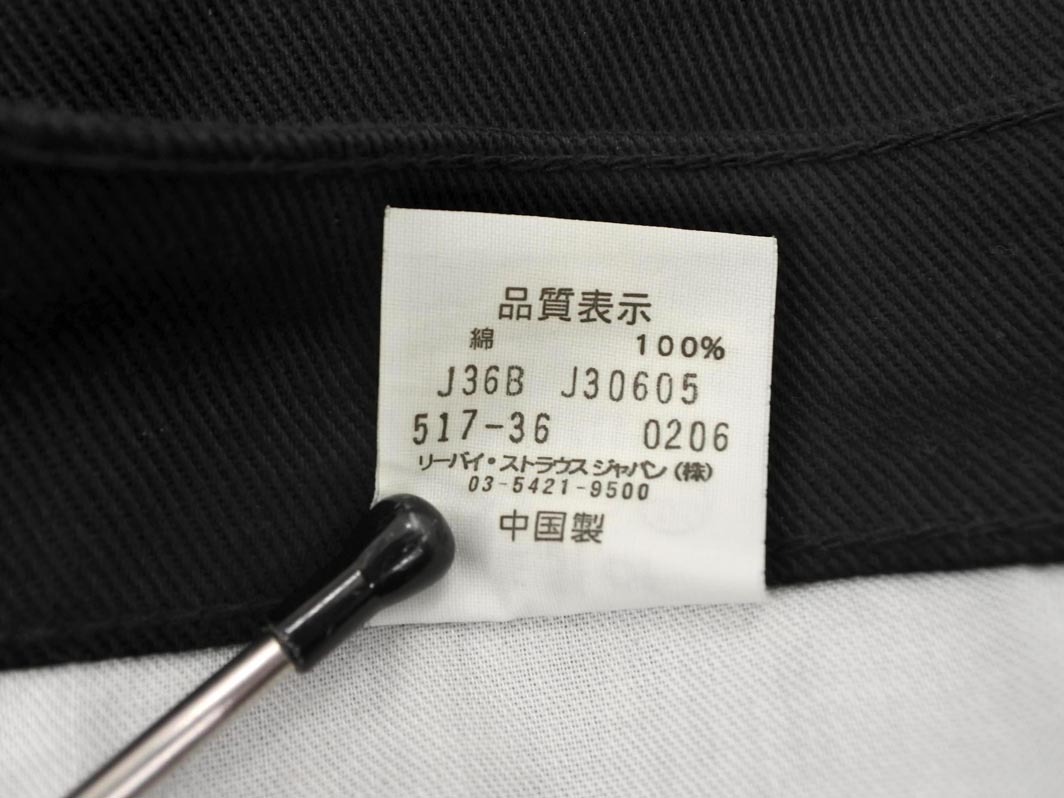 品質表示
綿 100%
J36B J30605
517-36 0206
リーバイ・ストラウス ジャパン(株)
03-5421-9500
中国製